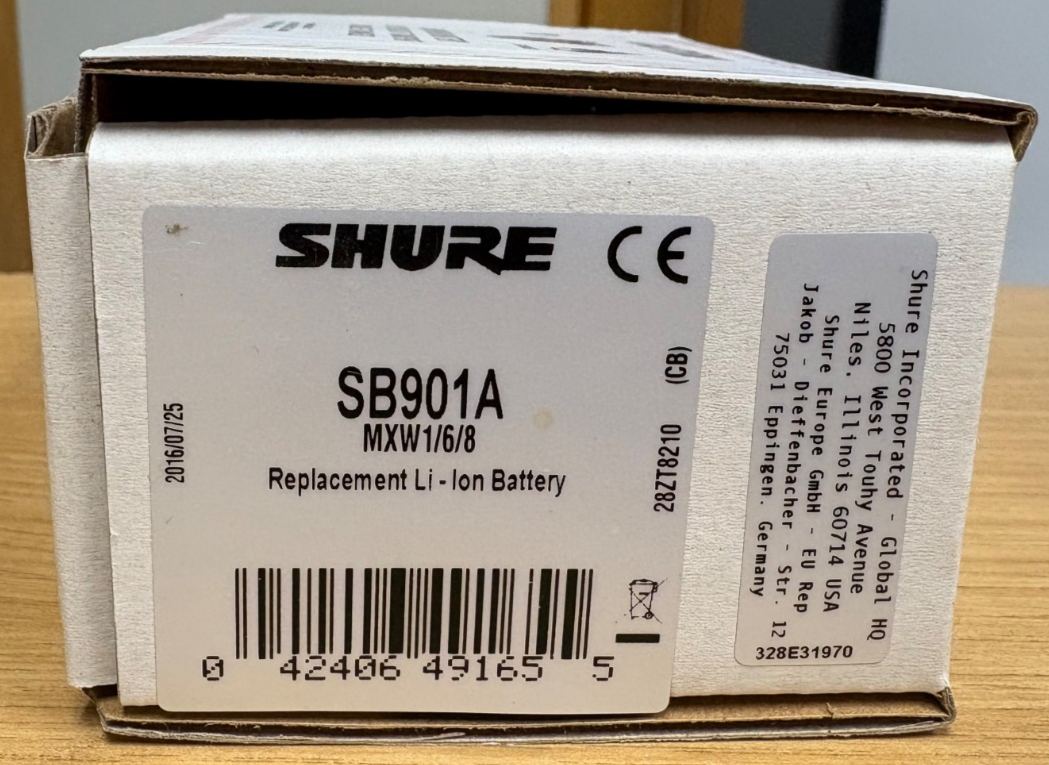 SHURE CE
SB901A
MXW1/6/8
Replacement Li-Ion Battery
2016/07/25
(CB)
28ZT8210
0 42406 49165 5
Shure Incorporated - Global HQ
5800 West Touhy Avenue
Niles, Illinois 60714 USA
Shure Europe GmbH - EU Rep
Jakob - Dieffenbacher - Str. 12
75031 Eppingen. Germany
328E31970